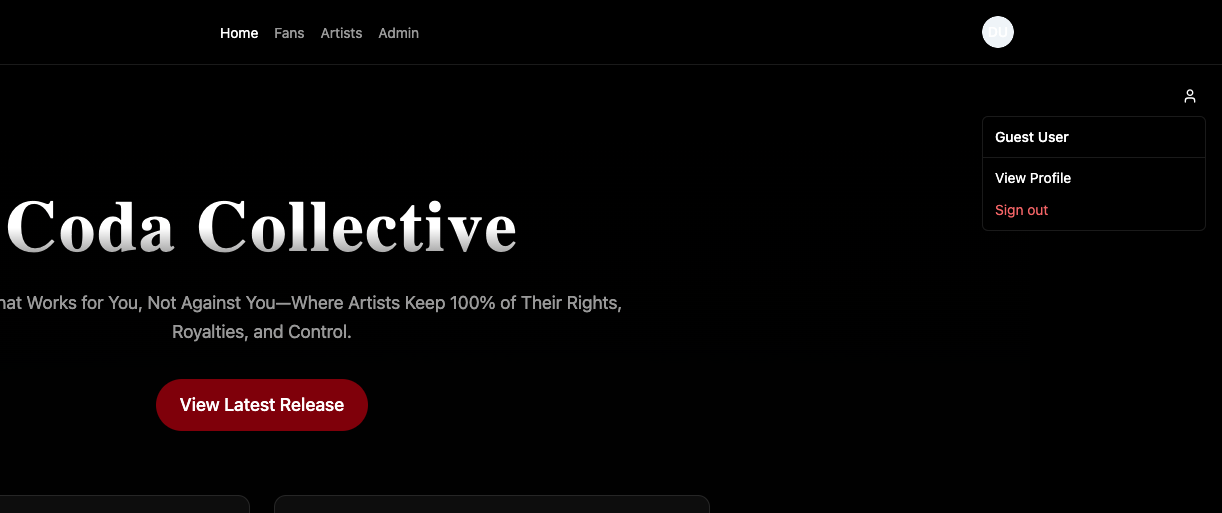 Home Fans Artists Admin
DU
Guest User
View Profile
Sign out
Coda Collective
hat Works for You, Not Against You—Where Artists Keep 100% of Their Rights,
Royalties, and Control.
View Latest Release